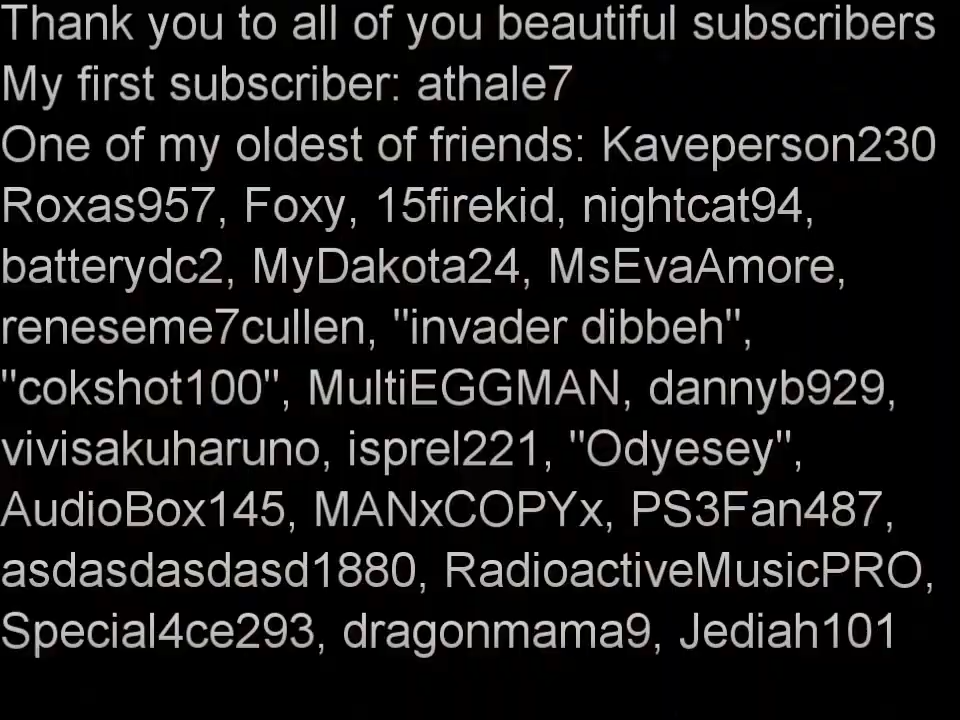 Thank you to all of you beautiful subscribers
My first subscriber: athale7
One of my oldest of friends: Kaveperson230
Roxas957, Foxy, 15firekid, nightcat94,
batterydc2, MyDakota24, MsEvaAmore,
reneseme7cullen, "invader dibbeh",
"cokshot100", MultiEGGMAN, dannyb929,
vivisakuharuno, isprel221, "Odyesey",
AudioBox145, MANxCOPYx, PS3Fan487,
asdasdasdasd1880, RadioactiveMusicPRO,
Special4ce293, dragonmama9, Jediah101